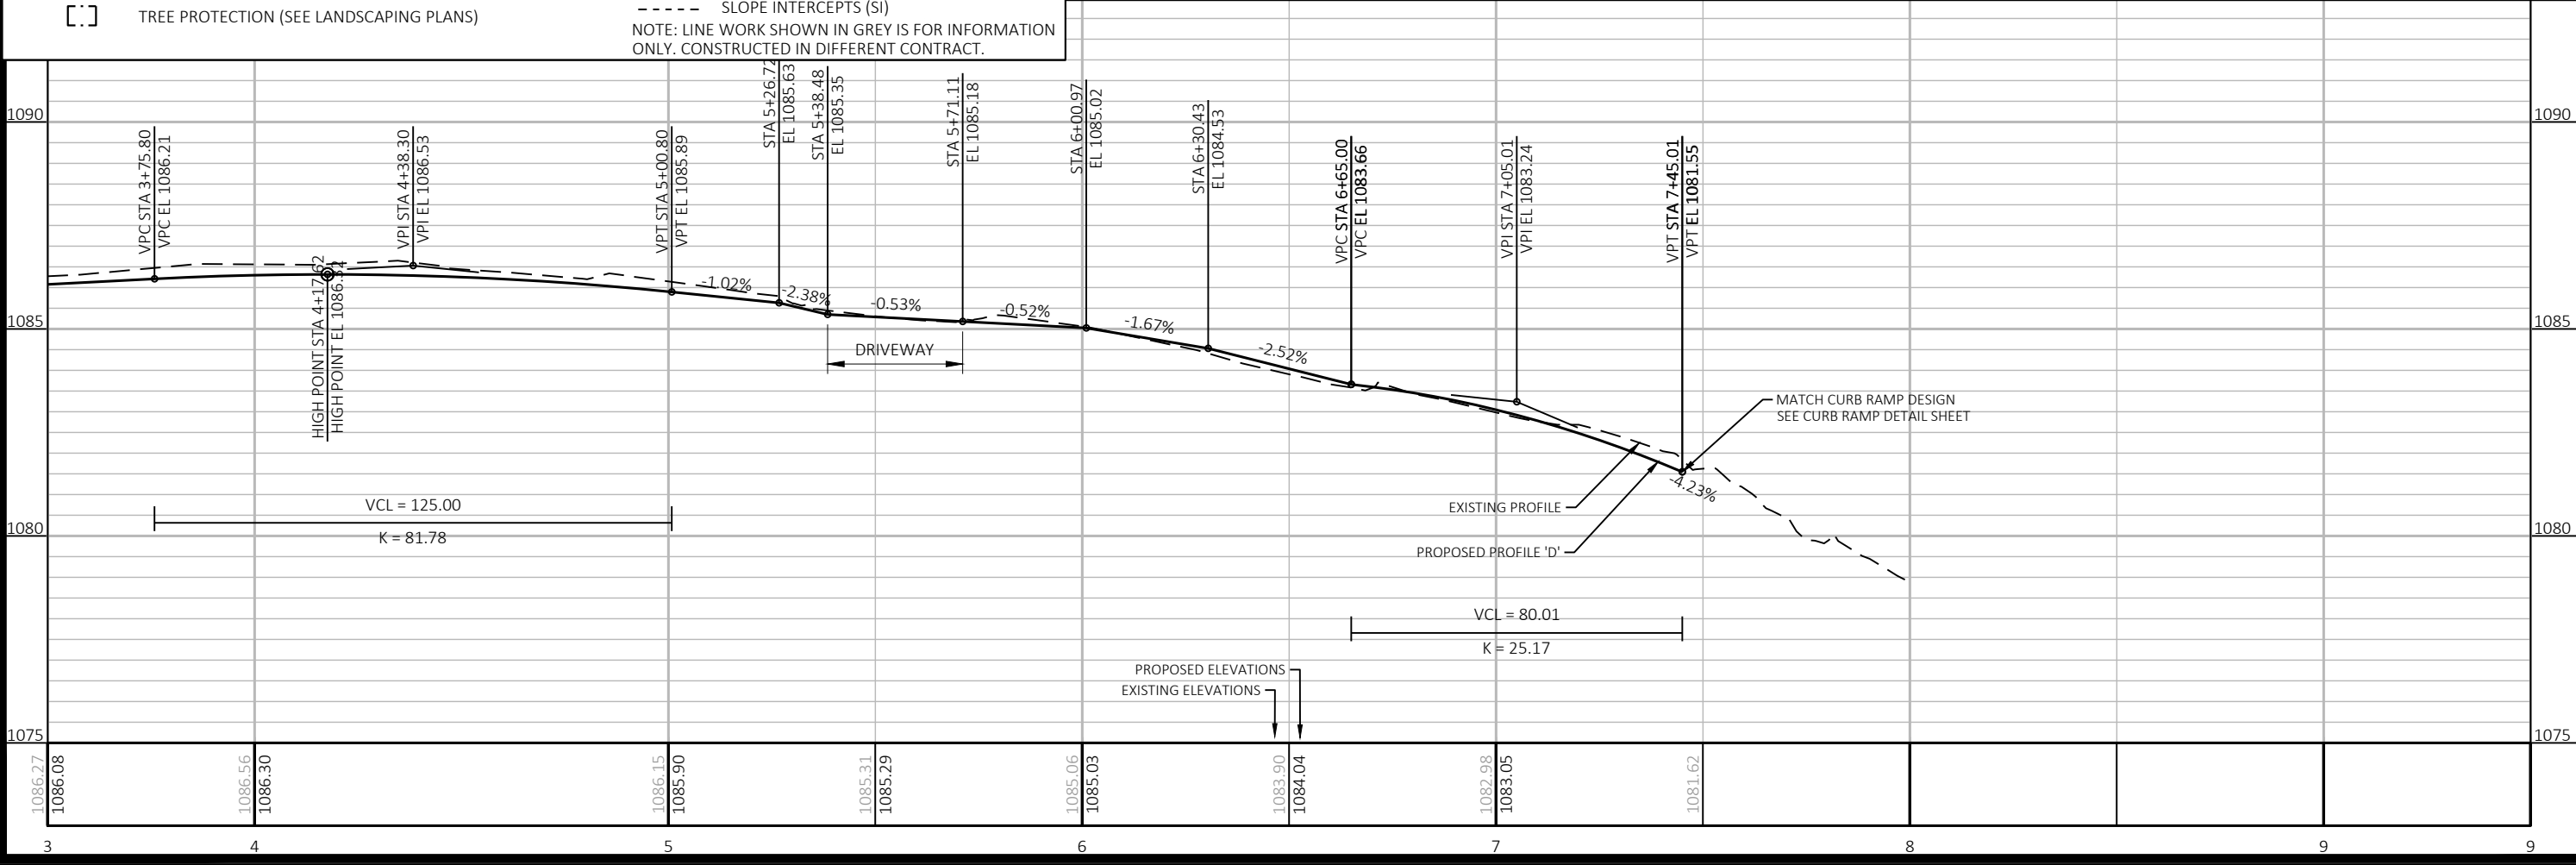 TREE PROTECTION (SEE LANDSCAPING PLANS)
SLOPE INTERCEPTS (SI)
NOTE: LINE WORK SHOWN IN GREY IS FOR INFORMATION
ONLY. CONSTRUCTED IN DIFFERENT CONTRACT.
1090
1085
1080
1075
1090
1085
1080
1075
VPC STA 3+75.80
VPC EL 1086.21
HIGH POINT STA 4+17.62
HIGH POINT EL 1086.32
VPI STA 4+38.30
VPI EL 1086.53
VPT STA 5+00.80
VPT EL 1085.89
STA 5+26.72
EL 1085.63
STA 5+38.48
EL 1085.35
STA 5+71.11
EL 1085.18
STA 6+00.97
EL 1085.02
STA 6+30.43
EL 1084.53
VPC STA 6+65.00
VPC EL 1083.66
VPI STA 7+05.01
VPI EL 1083.24
VPT STA 7+45.01
VPT EL 1081.55
-1.02%
-2.38%
-0.53%
-0.52%
-1.67%
-2.52%
-4.23%
DRIVEWAY
MATCH CURB RAMP DESIGN
SEE CURB RAMP DETAIL SHEET
EXISTING PROFILE
PROPOSED PROFILE 'D'
VCL = 125.00
K = 81.78
VCL = 80.01
K = 25.17
PROPOSED ELEVATIONS
EXISTING ELEVATIONS
1086.27
1086.08
1086.56
1086.30
1086.15
1085.90
1085.31
1085.29
1085.06
1085.03
1083.90
1084.04
1082.98
1083.05
1081.62
3
4
5
6
7
8
9
9